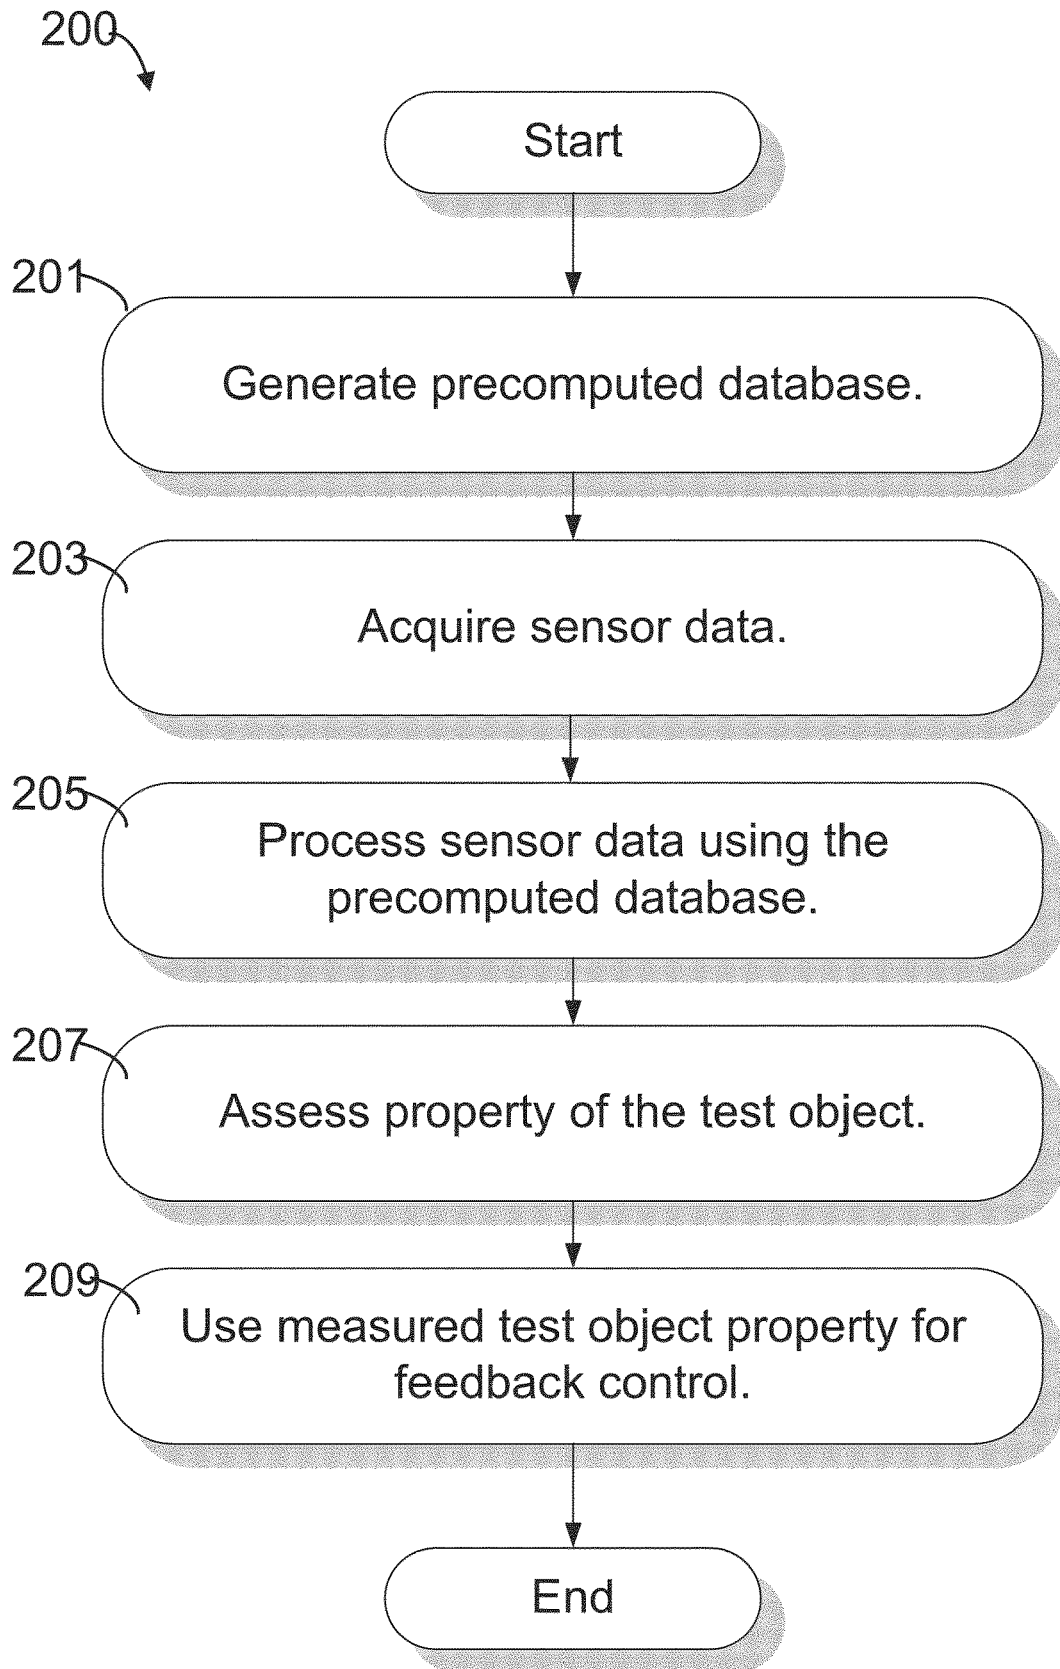 200
Start
201
Generate precomputed database.
203
Acquire sensor data.
205
Process sensor data using the
precomputed database.
207
Assess property of the test object.
209
Use measured test object property for
feedback control.
End